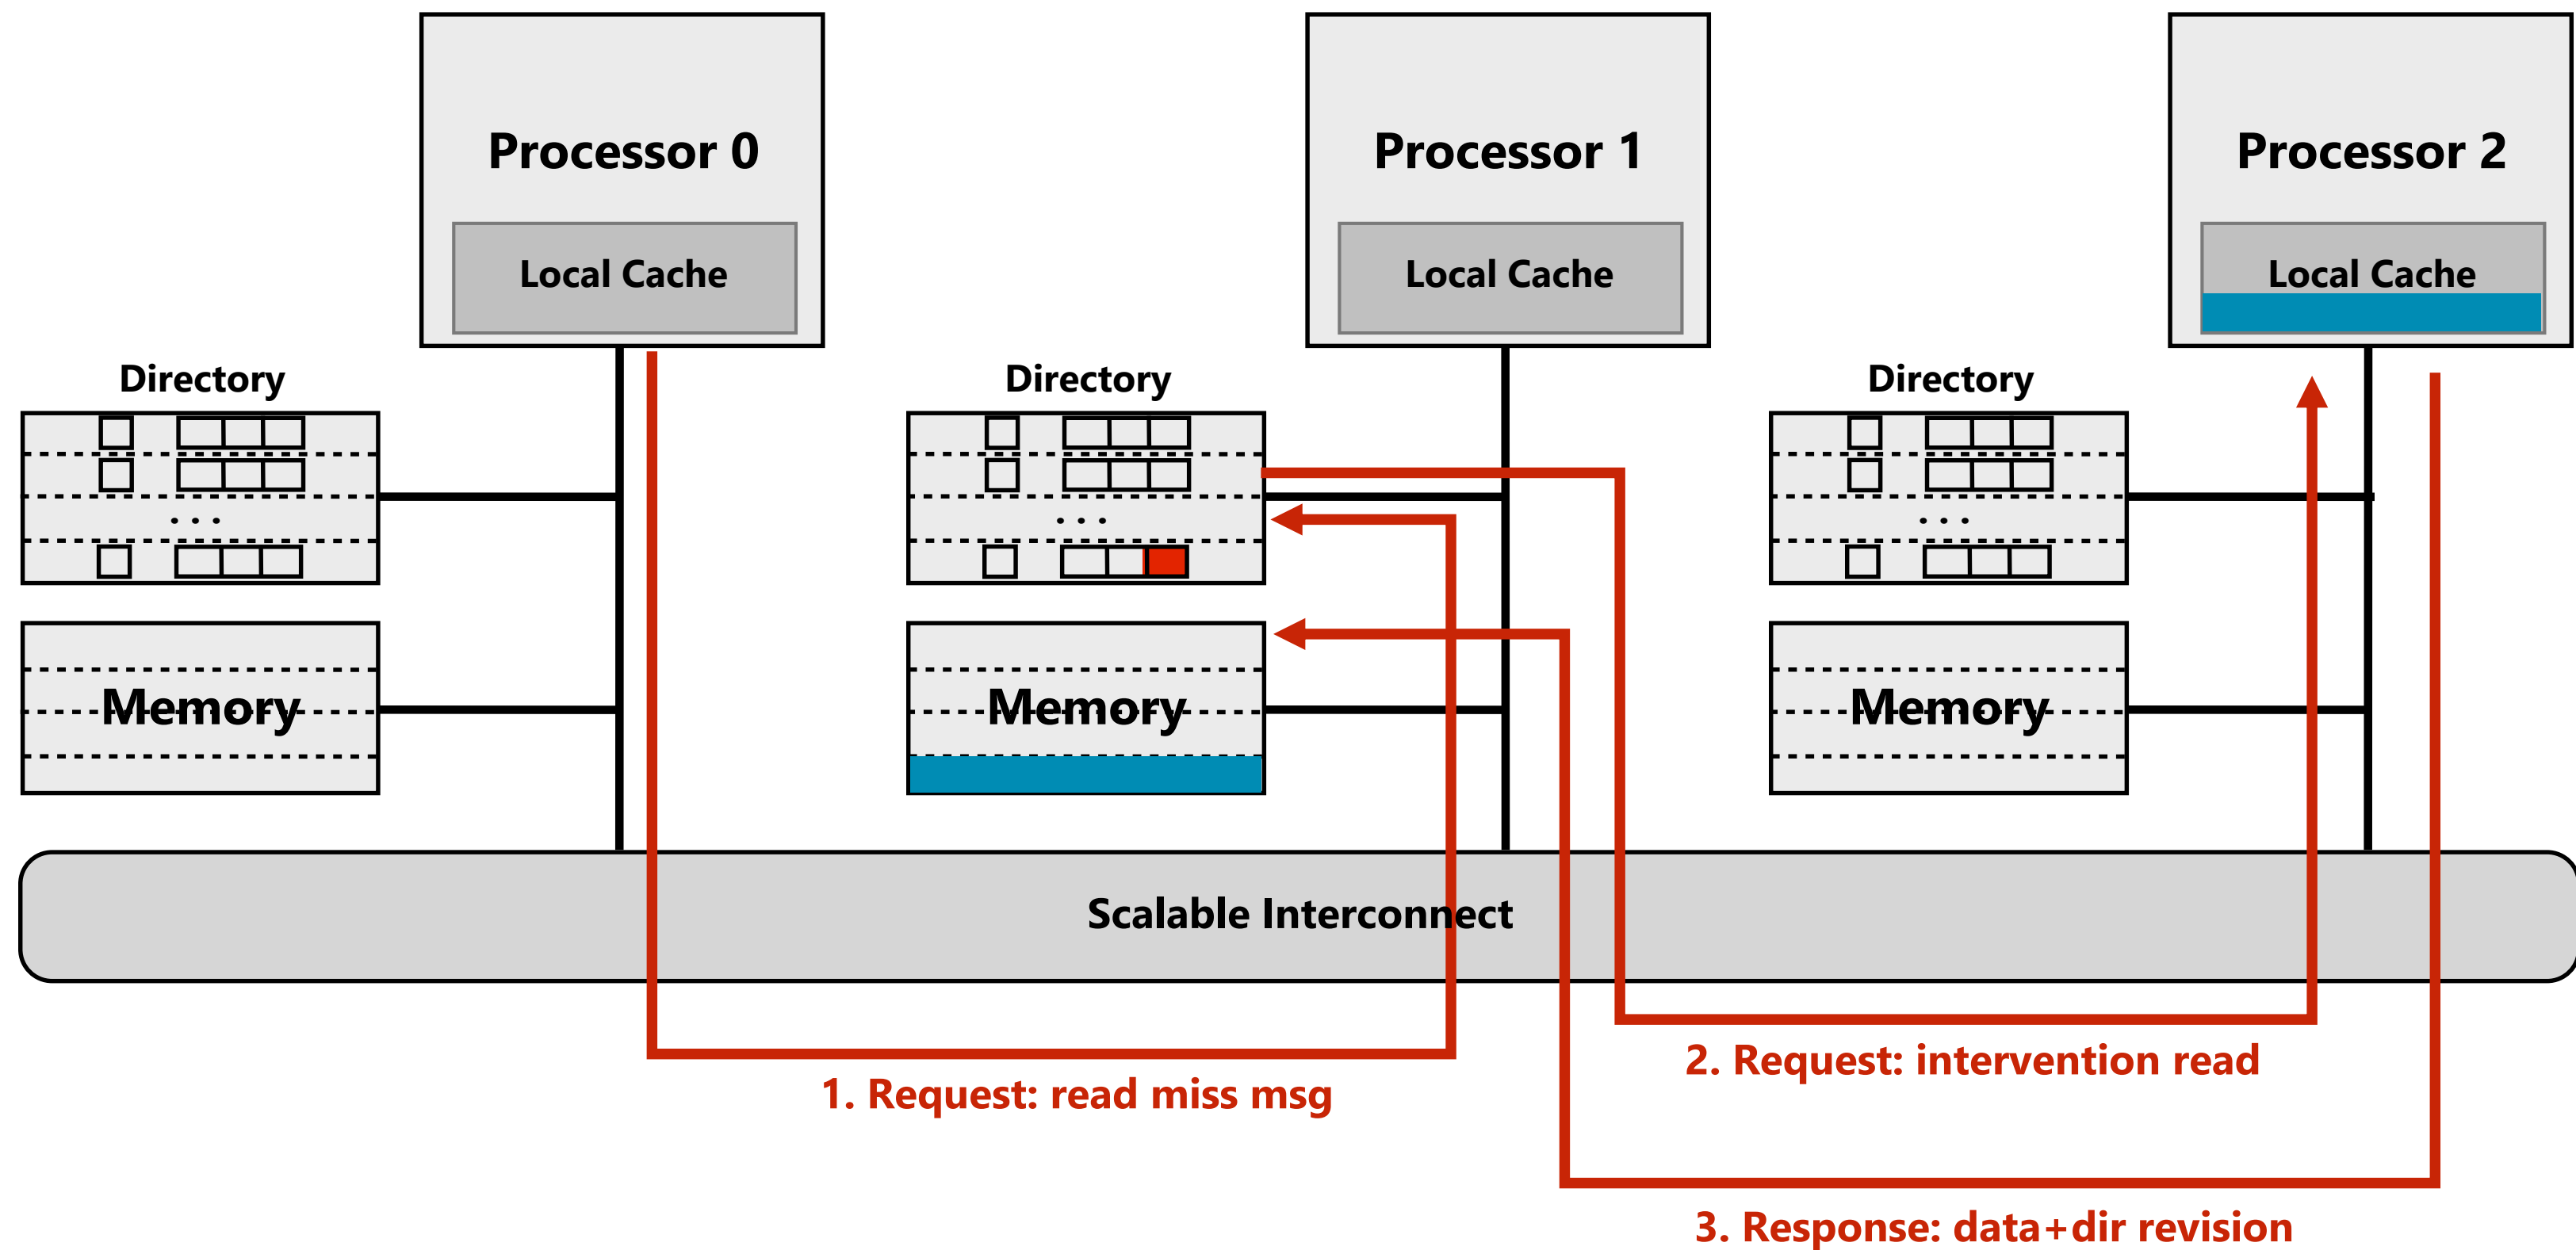 Processor 0
Processor 1
Processor 2
Local Cache
Local Cache
Local Cache
Directory
Directory
Directory
. . .
. . .
. . .
Memory
Memory
Memory
Scalable Interconnect
1. Request: read miss msg
2. Request: intervention read
3. Response: data+dir revision